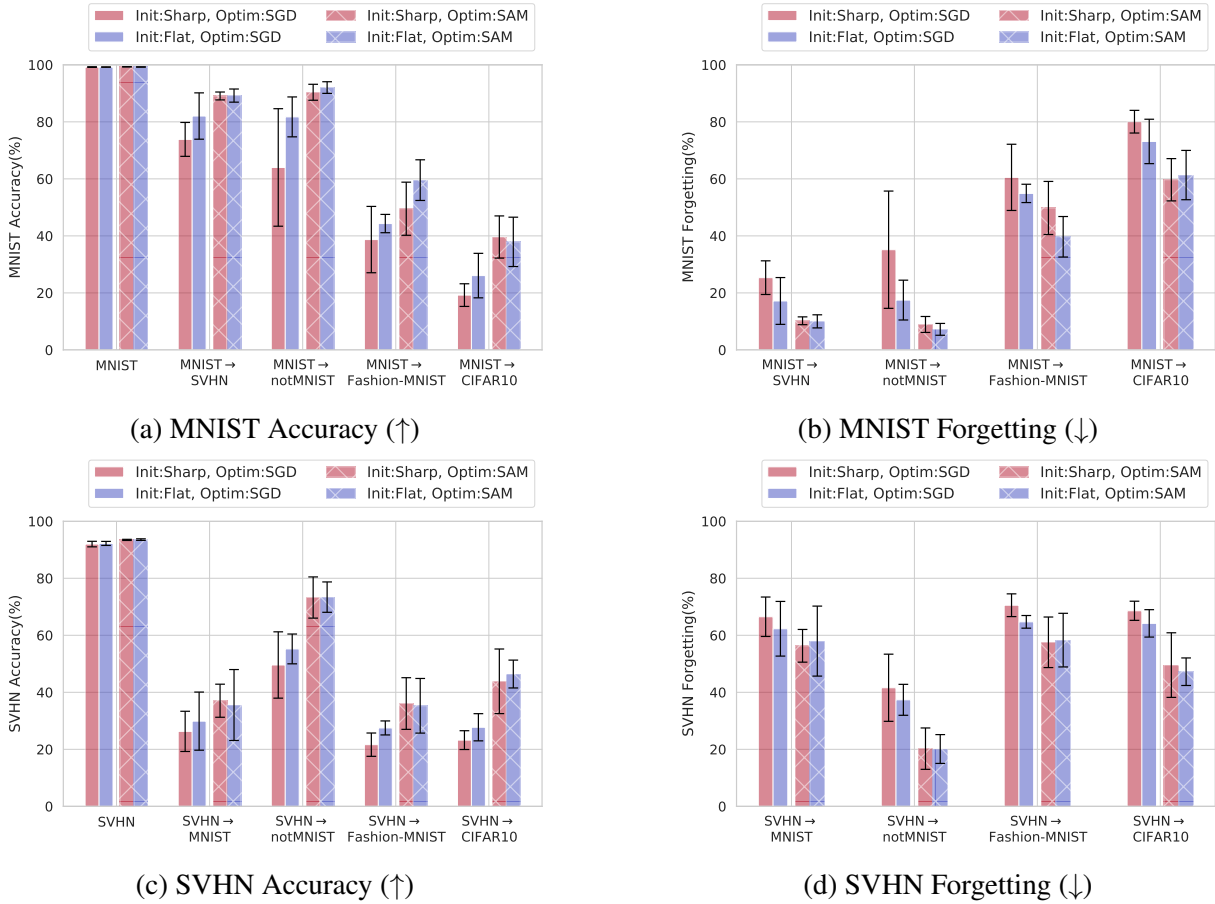 Init:Sharp, Optim:SGD Init:Sharp, Optim:SAM
Init:Flat, Optim:SGD Init:Flat, Optim:SAM
MNIST Accuracy(%)
100
80
60
40
20
0
MNIST MNIST→ MNIST→ MNIST→ MNIST→
SVHN notMNIST Fashion-MNIST CIFAR10
(a) MNIST Accuracy (↑)
Init:Sharp, Optim:SGD Init:Sharp, Optim:SAM
Init:Flat, Optim:SGD Init:Flat, Optim:SAM
MNIST Forgetting(%)
100
80
60
40
20
0
MNIST→ MNIST→ MNIST→ MNIST→
SVHN notMNIST Fashion-MNIST CIFAR10
(b) MNIST Forgetting (↓)
Init:Sharp, Optim:SGD Init:Sharp, Optim:SAM
Init:Flat, Optim:SGD Init:Flat, Optim:SAM
SVHN Accuracy(%)
100
80
60
40
20
0
SVHN SVHN→ SVHN→ SVHN→ SVHN→
MNIST notMNIST Fashion-MNIST CIFAR10
(c) SVHN Accuracy (↑)
Init:Sharp, Optim:SGD Init:Sharp, Optim:SAM
Init:Flat, Optim:SGD Init:Flat, Optim:SAM
SVHN Forgetting(%)
100
80
60
40
20
0
SVHN→ SVHN→ SVHN→ SVHN→
MNIST notMNIST Fashion-MNIST CIFAR10
(d) SVHN Forgetting (↓)